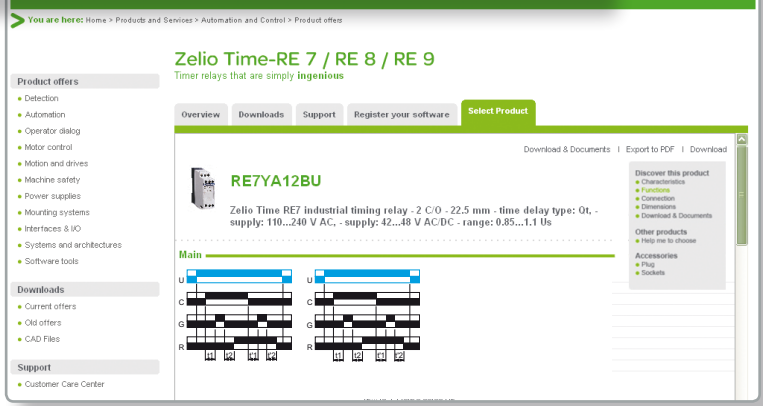 You are here: Home > Products and Services > Automation and Control > Product offers
Zelio Time-RE 7 / RE 8 / RE 9
Timer relays that are simply ingenious
Product offers
Detection
Automation
Operator dialog
Motor control
Motion and drives
Machine safety
Power supplies
Mounting systems
Interfaces & I/O
Systems and architectures
Software tools
Downloads
Current offers
Old offers
CAD Files
Support
Customer Care Center
Overview Downloads Support Register your software Select Product
Download & Documents | Export to PDF | Download
RE7YA12BU
Zelio Time RE7 industrial timing relay - 2 C/O - 22.5 mm - time delay type: Qt, -
supply: 110...240 V AC, - supply: 42...48 V AC/DC - range: 0.85...1.1 Us
Discover this product
Characteristics
Functions
Connection
Dimensions
Download & Documents
Other products
Help me to choose
Accessories
Plug
Sockets
Main
U U
C C
G G
R R
t1 t2 t'1 t'2 t1 t2 t'1 t'2